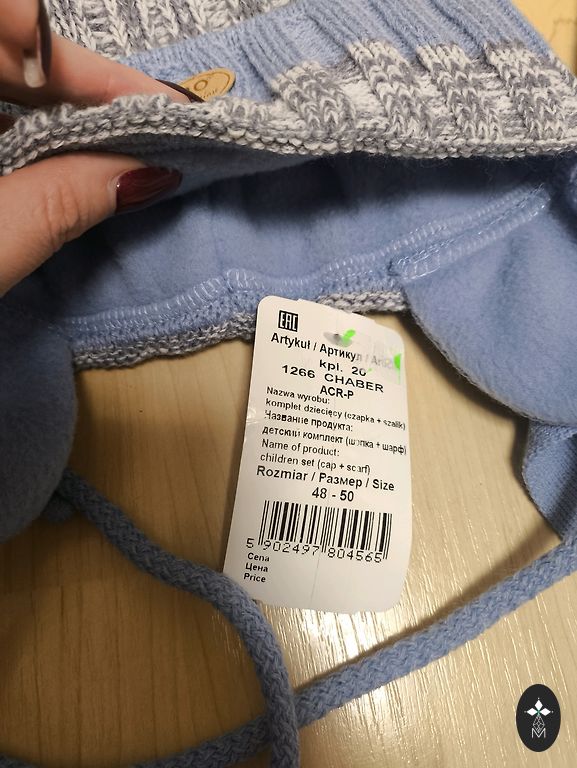 EAC
Artykuł / Артикул /
kpl. 20
1266 CHABER
ACR-P
Nazwa wyrobu:
komplet dziecięcy (czapka + szalik)
Название продукта:
детский комплект (шапка + шарф)
Name of product:
children set (cap + scarf)
Rozmiar / Размер / Size
48 - 50
5 902497 804565
Cena
Цена
Price